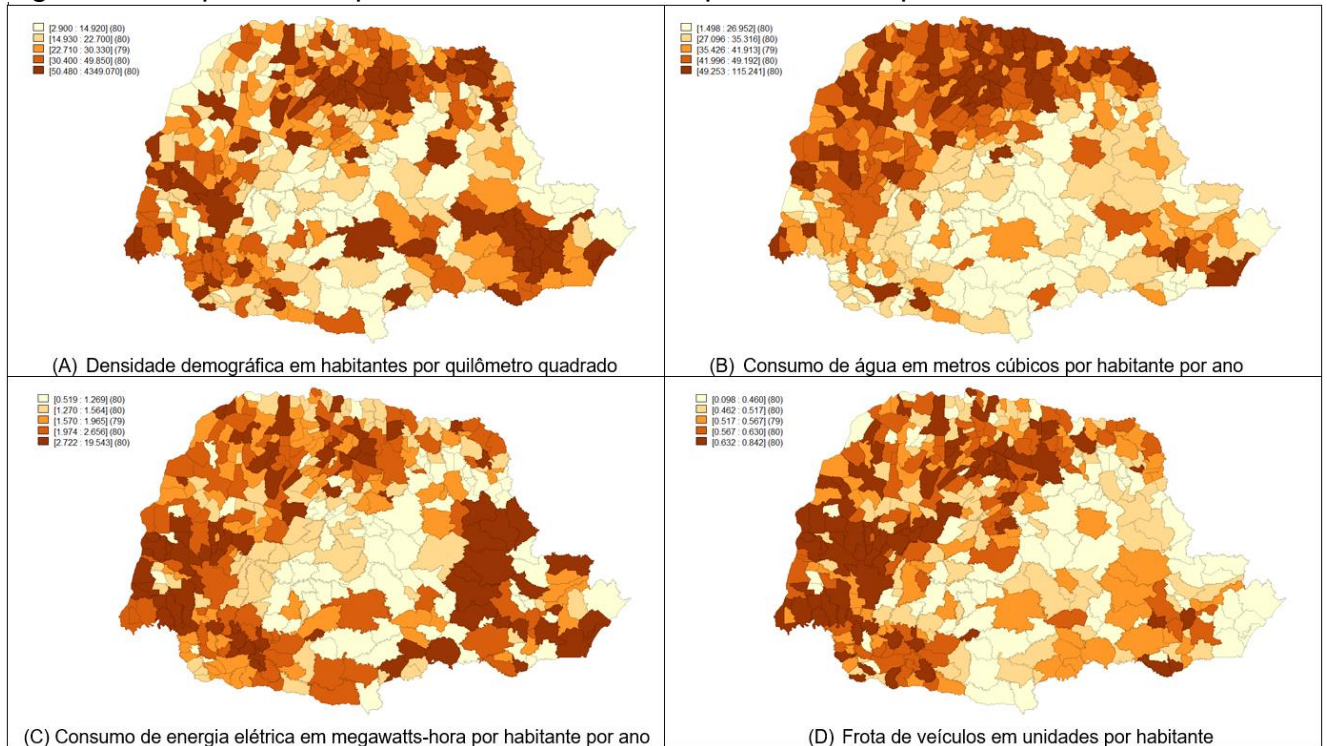 [2.900 : 14.920] (80)
[14.930 : 22.700] (80)
[22.710 : 30.330] (79)
[30.400 : 49.850] (80)
[50.480 : 4349.070] (80)
(A) Densidade demográfica em habitantes por quilômetro quadrado
[1.498 : 26.952] (80)
[27.096 : 35.316] (80)
[35.426 : 41.913] (79)
[41.996 : 49.192] (80)
[49.253 : 115.241] (80)
(B) Consumo de água em metros cúbicos por habitante por ano
[0.519 : 1.269] (80)
[1.270 : 1.564] (80)
[1.570 : 1.965] (79)
[1.974 : 2.656] (80)
[2.722 : 19.543] (80)
(C) Consumo de energia elétrica em megawatts-hora por habitante por ano
[0.098 : 0.460] (80)
[0.462 : 0.517] (80)
[0.517 : 0.567] (79)
[0.567 : 0.630] (80)
[0.632 : 0.842] (80)
(D) Frota de veículos em unidades por habitante